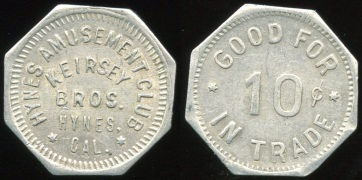 HYNES AMUSEMENT CLUB
KEIRSEY
BROS.
HYNES,
CAL.
GOOD FOR
10¢
IN TRADE